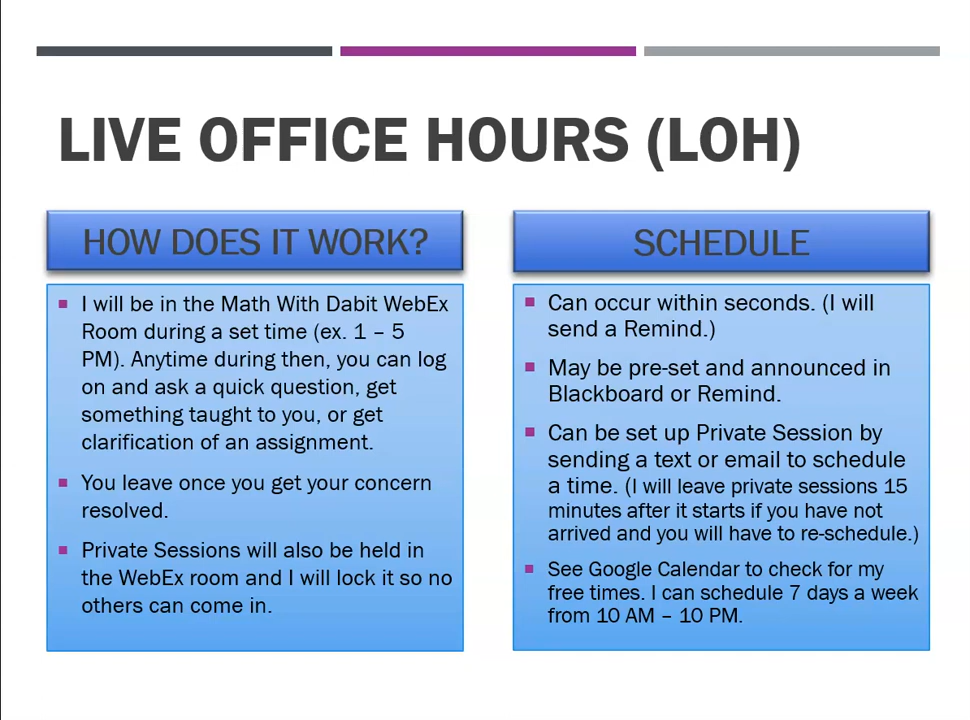 LIVE OFFICE HOURS (LOH)
HOW DOES IT WORK?
I will be in the Math With Dabit WebEx
Room during a set time (ex. 1 – 5
PM). Anytime during then, you can log
on and ask a quick question, get
something taught to you, or get
clarification of an assignment.
You leave once you get your concern
resolved.
Private Sessions will also be held in
the WebEx room and I will lock it so no
others can come in.
SCHEDULE
Can occur within seconds. (I will
send a Remind.)
May be pre-set and announced in
Blackboard or Remind.
Can be set up Private Session by
sending a text or email to schedule
a time. (I will leave private sessions 15
minutes after it starts if you have not
arrived and you will have to re-schedule.)
See Google Calendar to check for my
free times. I can schedule 7 days a week
from 10 AM – 10 PM.